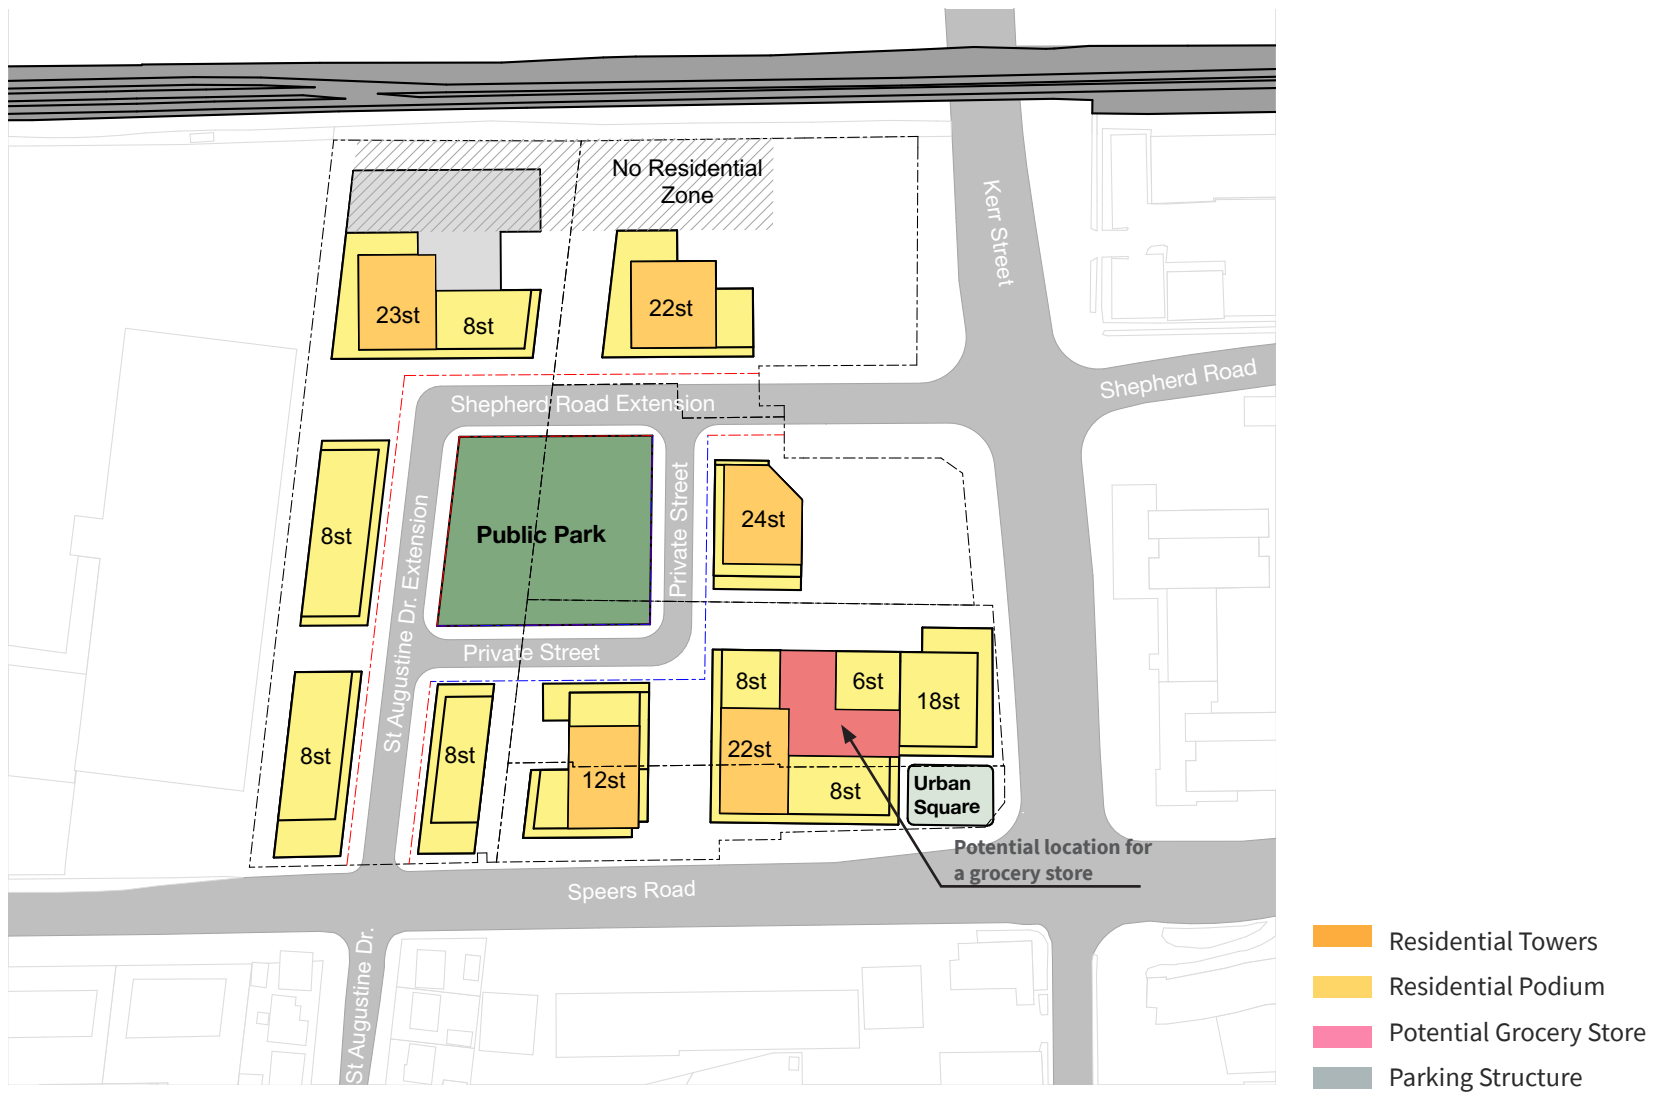 No Residential
Zone
Kerr Street
23st
8st
22st
Shepherd Road
Shepherd Road Extension
8st
Public Park
Private Street
24st
St Augustine Dr. Extension
Private Street
8st
8st
12st
8st
6st
18st
22st
8st
Urban
Square
Potential location for
a grocery store
Speers Road
St Augustine Dr.
Residential Towers
Residential Podium
Potential Grocery Store
Parking Structure